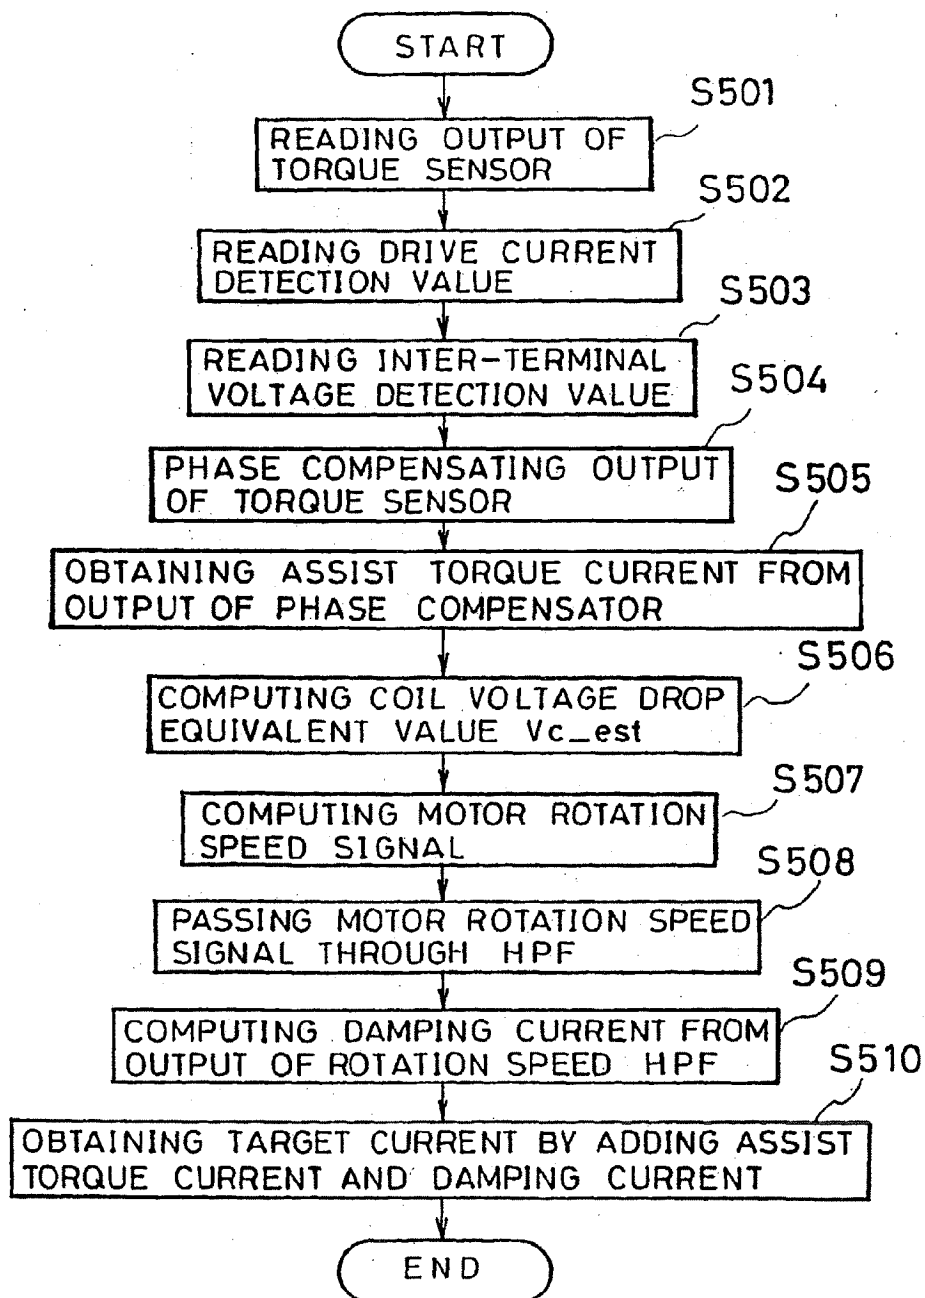 START
S501
READING OUTPUT OF
TORQUE SENSOR
S502
READING DRIVE CURRENT
DETECTION VALUE
S503
READING INTER-TERMINAL
VOLTAGE DETECTION VALUE
S504
PHASE COMPENSATING OUTPUT
OF TORQUE SENSOR
S505
OBTAINING ASSIST TORQUE CURRENT FROM
OUTPUT OF PHASE COMPENSATOR
S506
COMPUTING COIL VOLTAGE DROP
EQUIVALENT VALUE Vc_est
S507
COMPUTING MOTOR ROTATION
SPEED SIGNAL
S508
PASSING MOTOR ROTATION SPEED
SIGNAL THROUGH HPF
S509
COMPUTING DAMPING CURRENT FROM
OUTPUT OF ROTATION SPEED HPF
S510
OBTAINING TARGET CURRENT BY ADDING ASSIST
TORQUE CURRENT AND DAMPING CURRENT
END